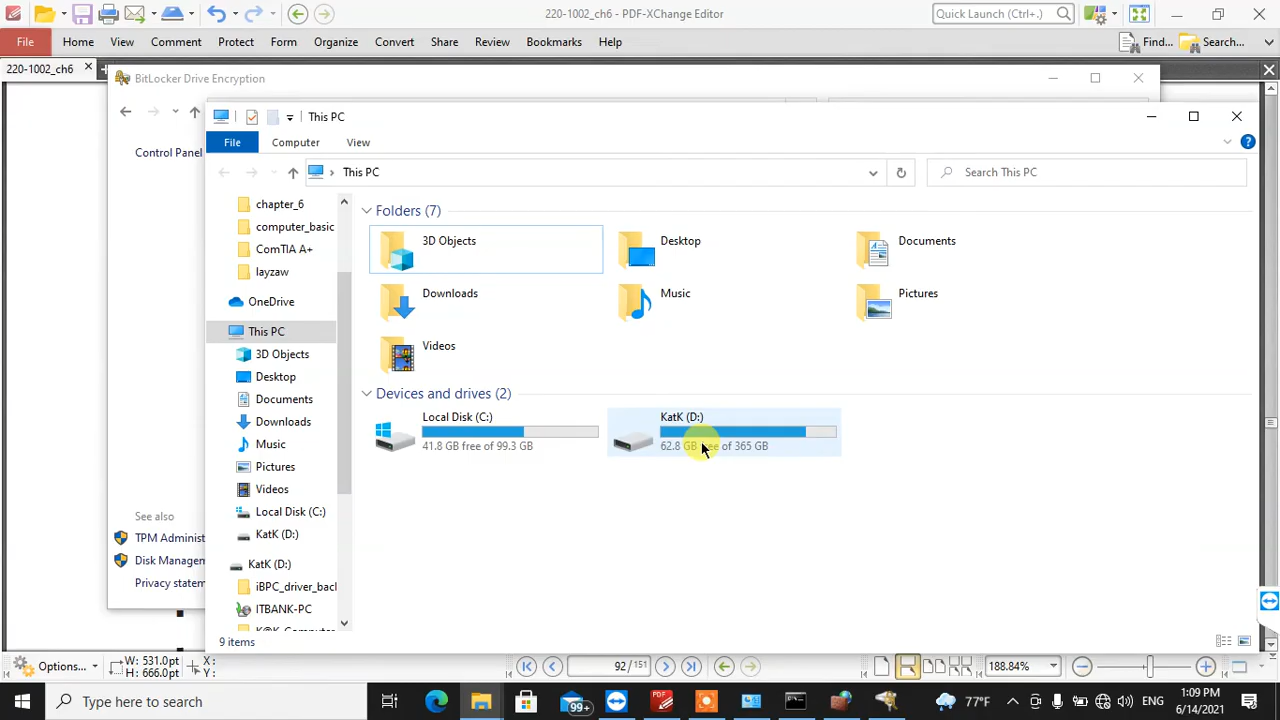 220-1002_ch6 - PDF-XChange Editor
Quick Launch (Ctrl+.)
File Home View Comment Protect Form Organize Convert Share Review Bookmarks Help
Find... Search...
220-1002_ch6
BitLocker Drive Encryption
Control Panel
See also
TPM Administ
Disk Managem
Privacy statem
This PC
File Computer View
This PC
Search This PC
chapter_6
computer_basic
ComTIA A+
layzaw
OneDrive
This PC
3D Objects
Desktop
Documents
Downloads
Music
Pictures
Videos
Local Disk (C:)
KatK (D:)
KatK (D:)
iBPC_driver_bacl
ITBANK-PC
Folders (7)
3D Objects
Desktop
Documents
Downloads
Music
Pictures
Videos
Devices and drives (2)
Local Disk (C:)
41.8 GB free of 99.3 GB
KatK (D:)
62.8 GB free of 365 GB
9 items
Options...
W: 531.0pt
H: 666.0pt
X:
Y:
92 / 151
188.84%
Type here to search
99+
77°F
ENG
1:09 PM
6/14/2021